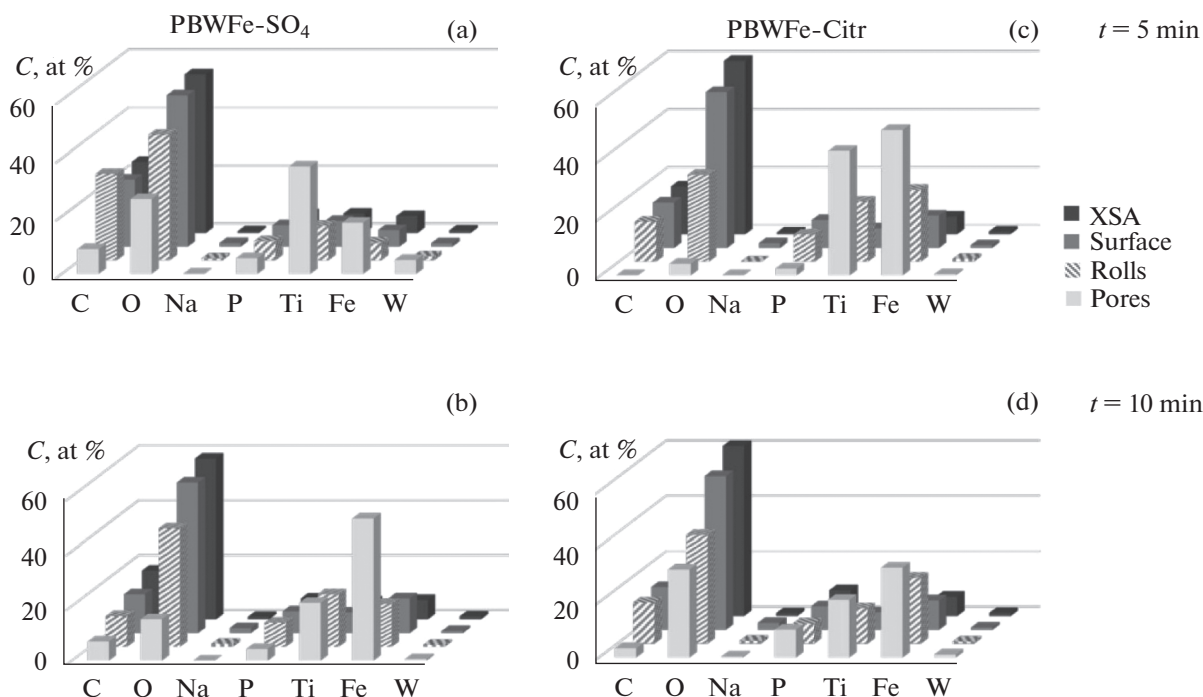 PBWFe-SO4
(a)
C, at %
60
40
20
0
C O Na P Ti Fe W
PBWFe-Citr
(c)
t = 5 min
C, at %
60
40
20
0
C O Na P Ti Fe W
XSA
Surface
Rolls
Pores
(b)
C, at %
60
40
20
0
C O Na P Ti Fe W
(d)
t = 10 min
C, at %
60
40
20
0
C O Na P Ti Fe W